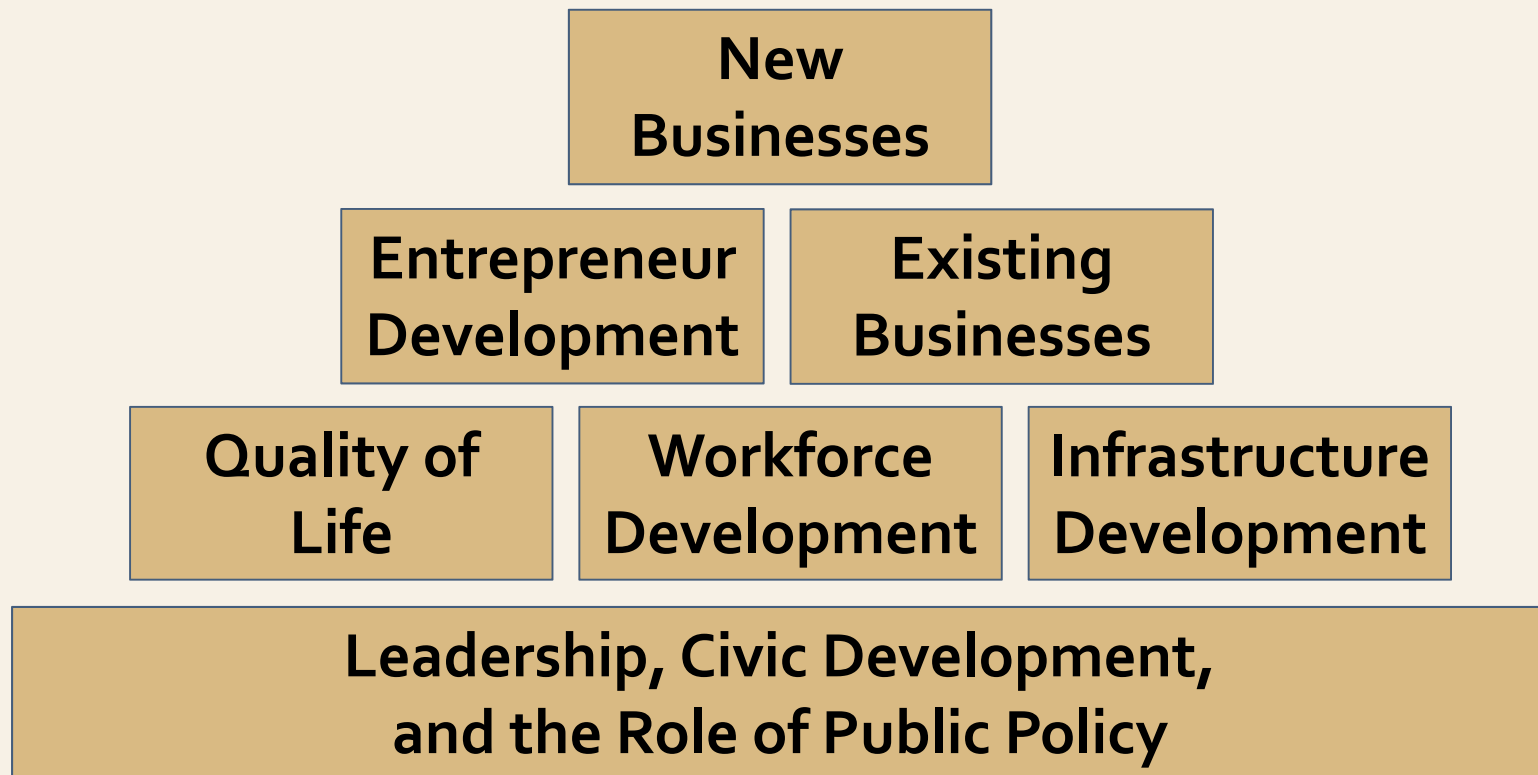 New
Businesses
Entrepreneur
Development
Existing
Businesses
Quality of
Life
Workforce
Development
Infrastructure
Development
Leadership, Civic Development,
and the Role of Public Policy